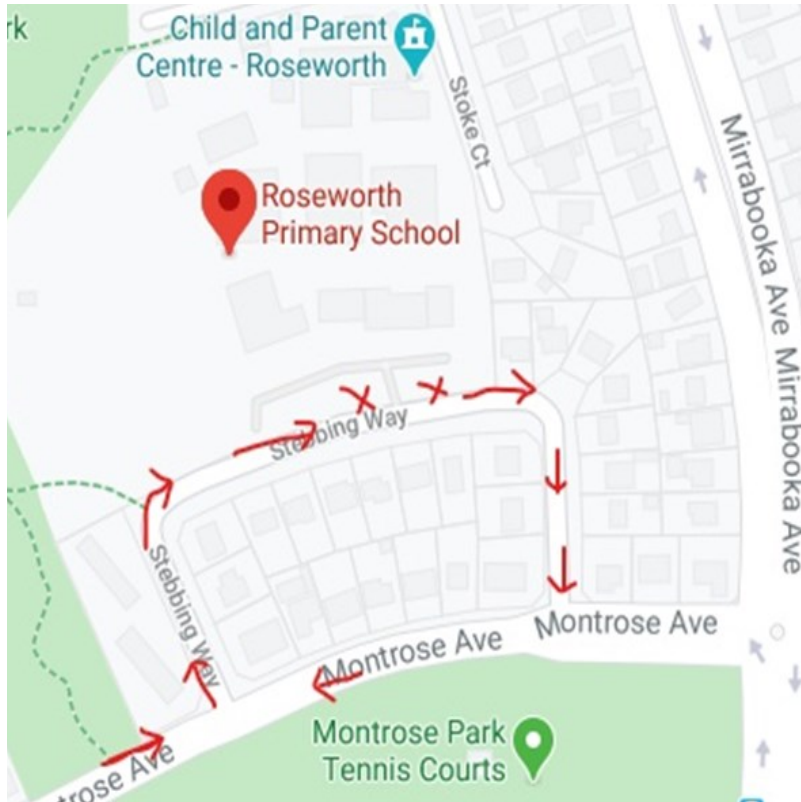 rk
Child and Parent
Centre - Roseworth
Stoke Ct
Mirrabooka Ave
Mirrabooka Ave
Roseworth
Primary School
Stebbing Way
Stebbing Way
Montrose Ave
Montrose Ave
trose Ave
Montrose Park
Tennis Courts